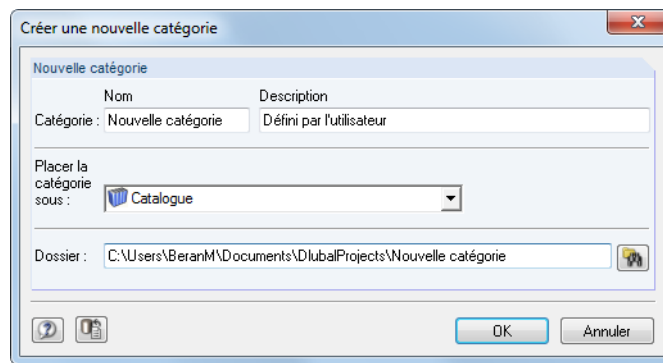 Créer une nouvelle catégorie
Nouvelle catégorie
Nom Description
Catégorie : Nouvelle catégorie Défini par l'utilisateur
Placer la
catégorie
sous : Catalogue
Dossier : C:\Users\BeranM\Documents\DlubalProjects\Nouvelle catégorie
OK Annuler